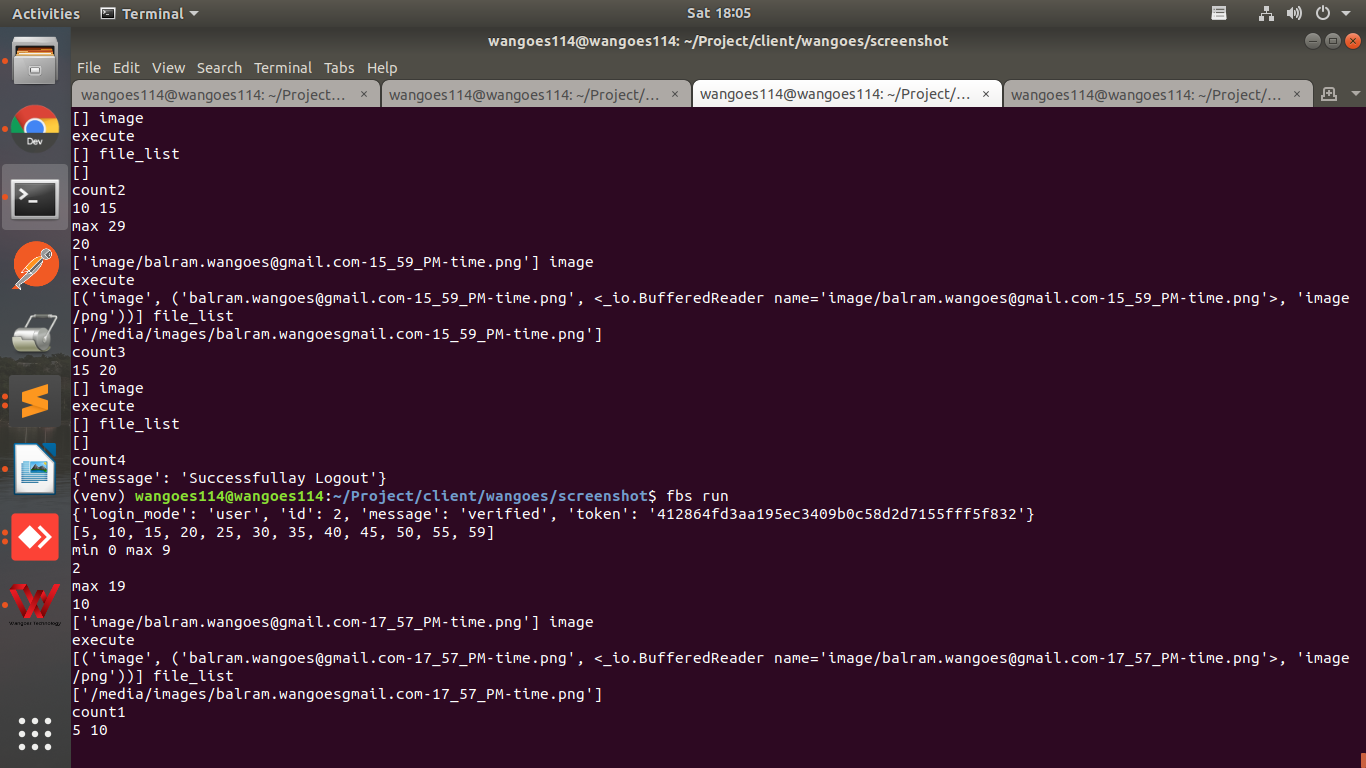 Activities Terminal Sat 18:05
wangoes114@wangoes114: ~/Project/client/wangoes/screenshot
File Edit View Search Terminal Tabs Help
wangoes114@wangoes114: ~/Project... × wangoes114@wangoes114: ~/Project/... × wangoes114@wangoes114: ~/Project/... × wangoes114@wangoes114: ~/Project/... ×
[] image
execute
[] file_list
[]
count2
10 15
max 29
20
['image/balram.wangoes@gmail.com-15_59_PM-time.png'] image
execute
[('image', ('balram.wangoes@gmail.com-15_59_PM-time.png', <_io.BufferedReader name='image/balram.wangoes@gmail.com-15_59_PM-time.png'>, 'image
/png'))] file_list
['/media/images/balram.wangoesgmail.com-15_59_PM-time.png']
count3
15 20
[] image
execute
[] file_list
[]
count4
{'message': 'Successfullay Logout'}
(venv) wangoes114@wangoes114:~/Project/client/wangoes/screenshot$ fbs run
{'login_mode': 'user', 'id': 2, 'message': 'verified', 'token': '412864fd3aa195ec3409b0c58d2d7155fff5f832'}
[5, 10, 15, 20, 25, 30, 35, 40, 45, 50, 55, 59]
min 0 max 9
2
max 19
10
['image/balram.wangoes@gmail.com-17_57_PM-time.png'] image
execute
[('image', ('balram.wangoes@gmail.com-17_57_PM-time.png', <_io.BufferedReader name='image/balram.wangoes@gmail.com-17_57_PM-time.png'>, 'image
/png'))] file_list
['/media/images/balram.wangoesgmail.com-17_57_PM-time.png']
count1
5 10
Dev
Wangoes Technology